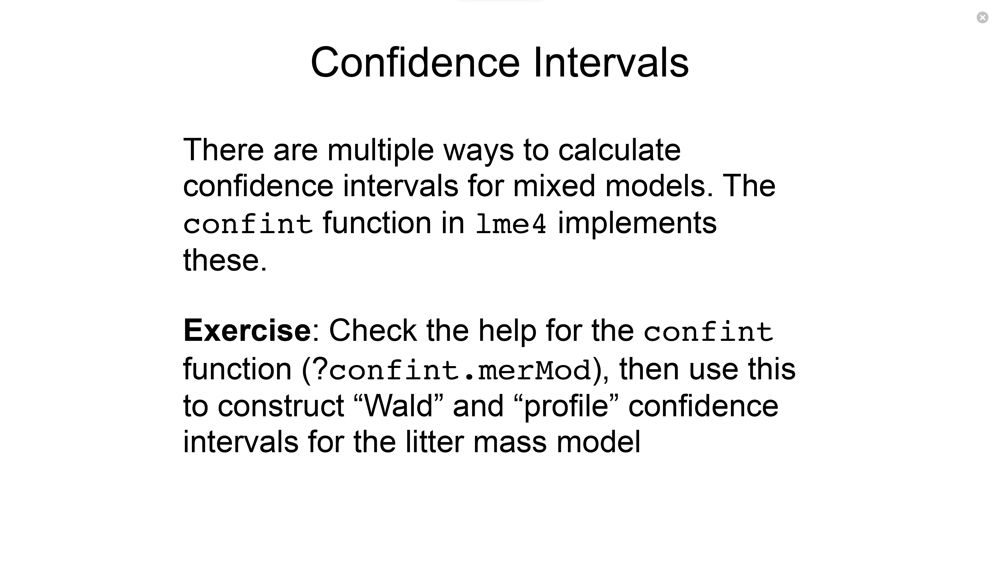 Confidence Intervals
There are multiple ways to calculate
confidence intervals for mixed models. The
confint function in lme4 implements
these.
Exercise: Check the help for the confint
function (?confint.merMod), then use this
to construct “Wald” and “profile” confidence
intervals for the litter mass model